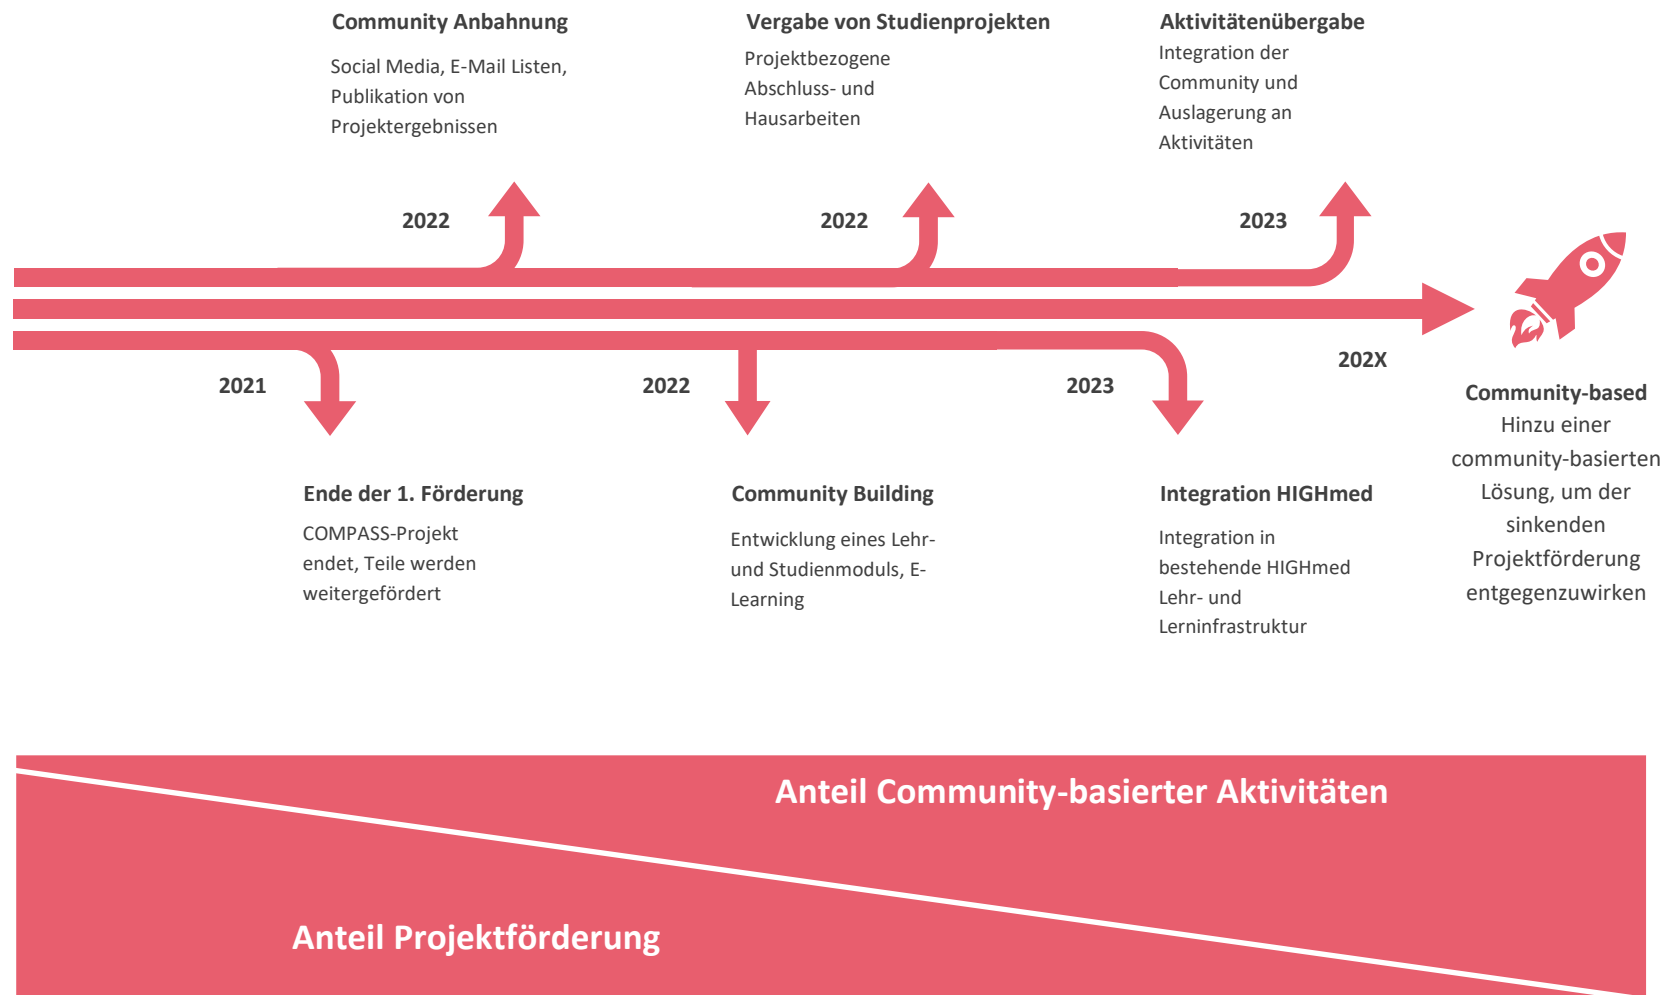 Community Anbahnung
Social Media, E-Mail Listen,
Publikation von
Projektergebnissen
Vergabe von Studienprojekten
Projektbezogene
Abschluss- und
Hausarbeiten
Aktivitätenübergabe
Integration der
Community und
Auslagerung an
Aktivitäten
2022
2022
2023
2021
2022
2023
202X
Ende der 1. Förderung
COMPASS-Projekt
endet, Teile werden
weitergefördert
Community Building
Entwicklung eines Lehr-
und Studienmoduls, E-
Learning
Integration HIGHmed
Integration in
bestehende HIGHmed
Lehr- und
Lerninfrastruktur
Community-based
Hinzu einer
community-basierten
Lösung, um der
sinkenden
Projektförderung
entgegenzuwirken
Anteil Community-basierter Aktivitäten
Anteil Projektförderung